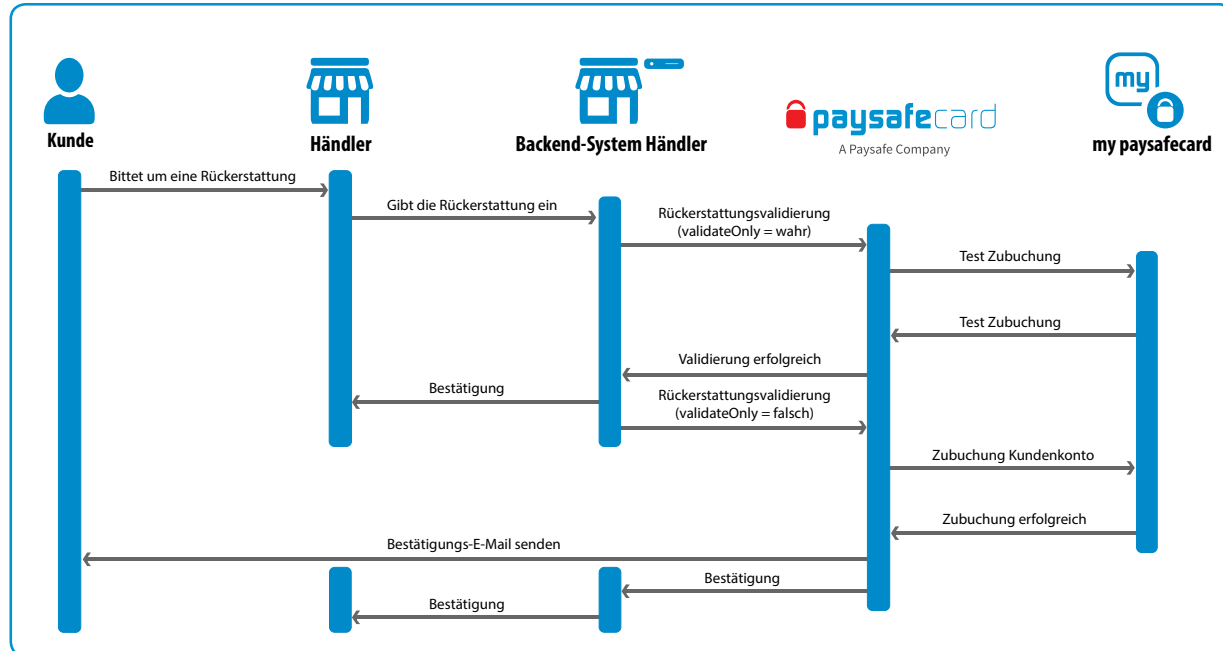 my
paysafecard
A Paysafe Company
Kunde
Händler
Backend-System Händler
my paysafecard
Bittet um eine Rückerstattung
Gibt die Rückerstattung ein
Rückerstattungsvalidierung
(validateOnly = wahr)
Test Zubuchung
Test Zubuchung
Validierung erfolgreich
Bestätigung
Rückerstattungsvalidierung
(validateOnly = falsch)
Zubuchung Kundenkonto
Zubuchung erfolgreich
Bestätigungs-E-Mail senden
Bestätigung
Bestätigung